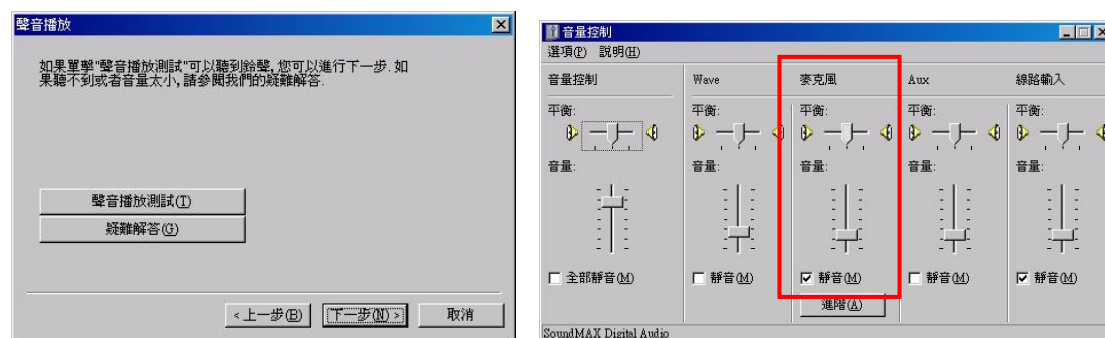 聲音播放
如果單擊"聲音播放測試"可以聽到鈴聲,您可以進行下一步.如
果聽不到或者音量太小,請參閱我們的疑難解答.
聲音播放測試(T)
疑難解答(G)
<上一步(B)
下一步(N)>
取消
音量控制
選項(P) 說明(H)
音量控制 Wave 麥克風 Aux 線路輸入
平衡: 平衡: 平衡: 平衡: 平衡:
音量: 音量: 音量: 音量: 音量:
全部靜音(M) 靜音(M) 靜音(M) 靜音(M) 靜音(M)
進階(A)
SoundMAX Digital Audio